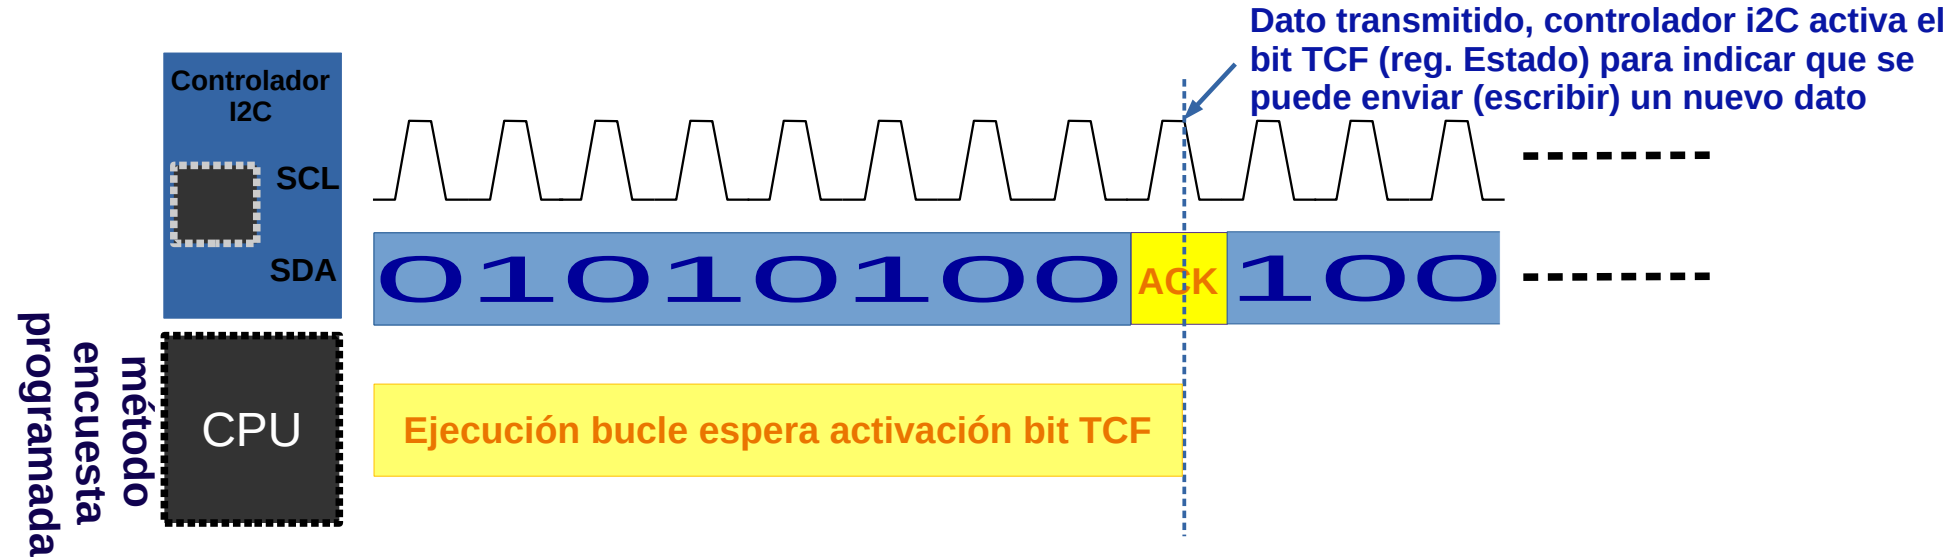 Dato transmitido, controlador i2C activa el
bit TCF (reg. Estado) para indicar que se
puede enviar (escribir) un nuevo dato
Controlador
I2C
SCL
SDA
01010100
ACK
100
método
encuesta
programada
CPU
Ejecución bucle espera activación bit TCF